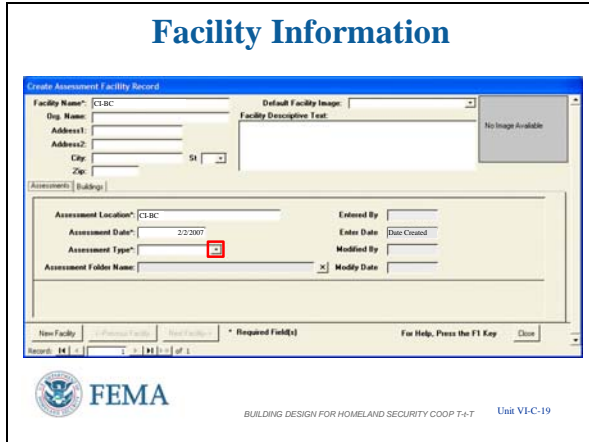 Facility Information
Create Assessment Facility Record
Facility Name*: CI-BC
Default Facility Image:
Org. Name:
Facility Descriptive Text:
No Image Available
Address1:
Address2:
City: St
Zip:
Assessments Buildings
Assessment Location*: CI-BC
Entered By
Assessment Date*: 2/2/2007
Enter Date Date Created
Assessment Type*:
Modified By
Assessment Folder Name: X Modify Date
New Facility <-Previous Facility Next Facility-> * Required Field(s) For Help, Press the F1 Key Close
Record: 1 of 1
FEMA
BUILDING DESIGN FOR HOMELAND SECURITY COOP T-t-T Unit VI-C-19